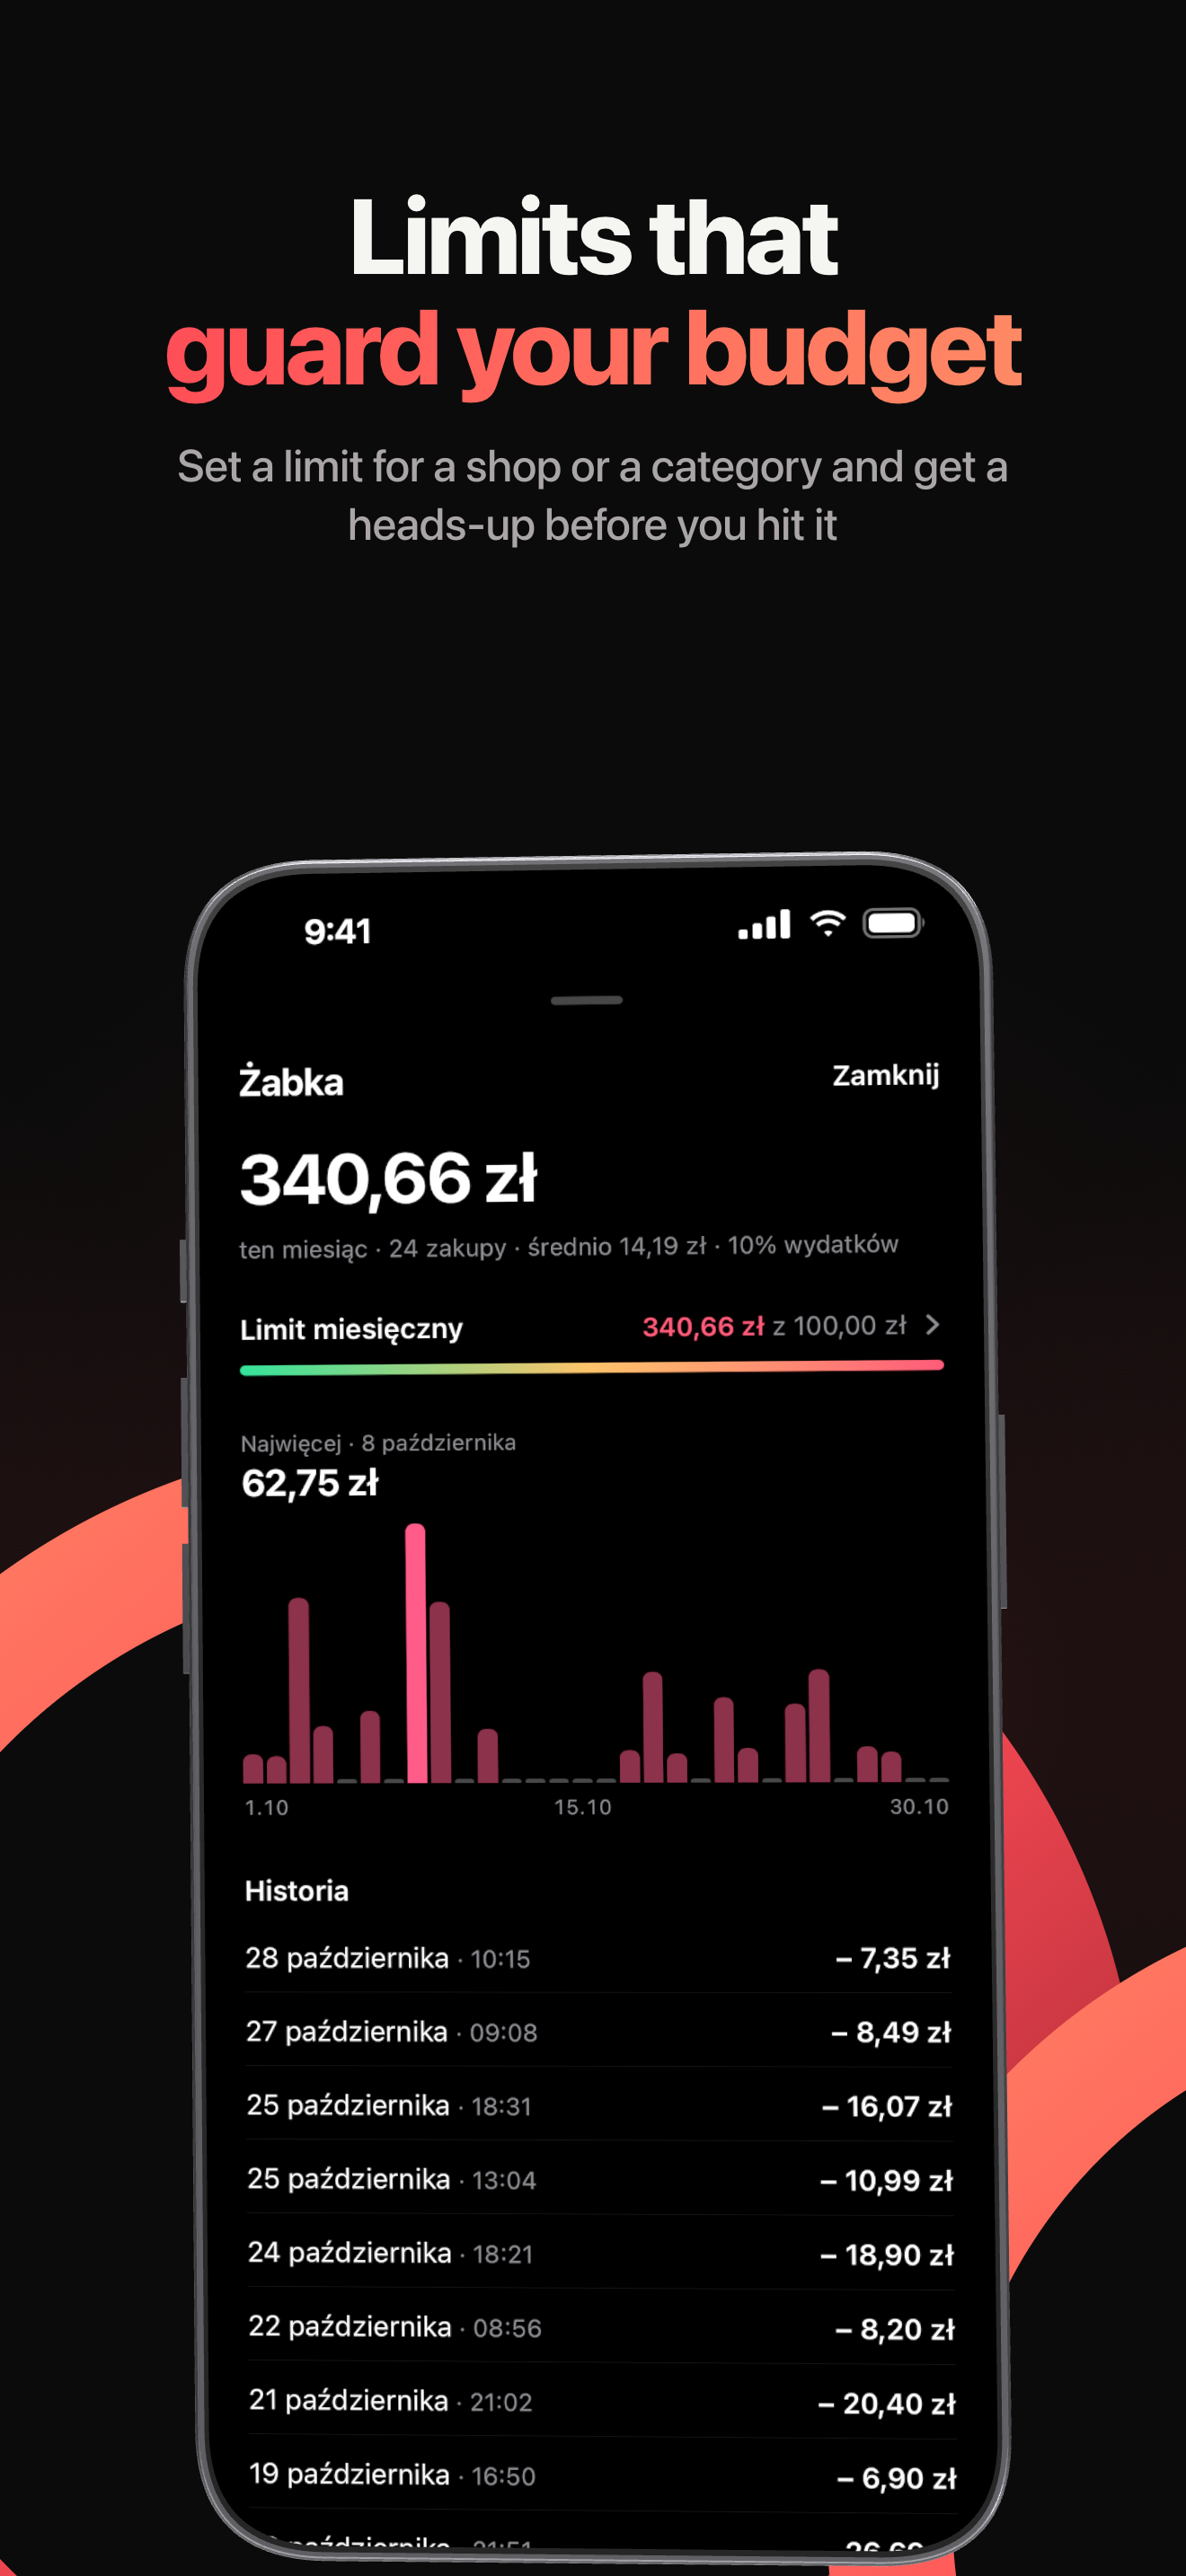 Limits that
guard your budget
Set a limit for a shop or a category and get a
heads-up before you hit it
9:41
Żabka Zamknij
340,66 zł
ten miesiąc · 24 zakupy · średnio 14,19 zł · 10% wydatków
Limit miesięczny 340,66 zł z 100,00 zł
Najwięcej · 8 października
62,75 zł
1.10 15.10 30.10
Historia
28 października · 10:15 – 7,35 zł
27 października · 09:08 – 8,49 zł
25 października · 18:31 – 16,07 zł
25 października · 13:04 – 10,99 zł
24 października · 18:21 – 18,90 zł
22 października · 08:56 – 8,20 zł
21 października · 21:02 – 20,40 zł
19 października · 16:50 – 6,90 zł
października · 21:51